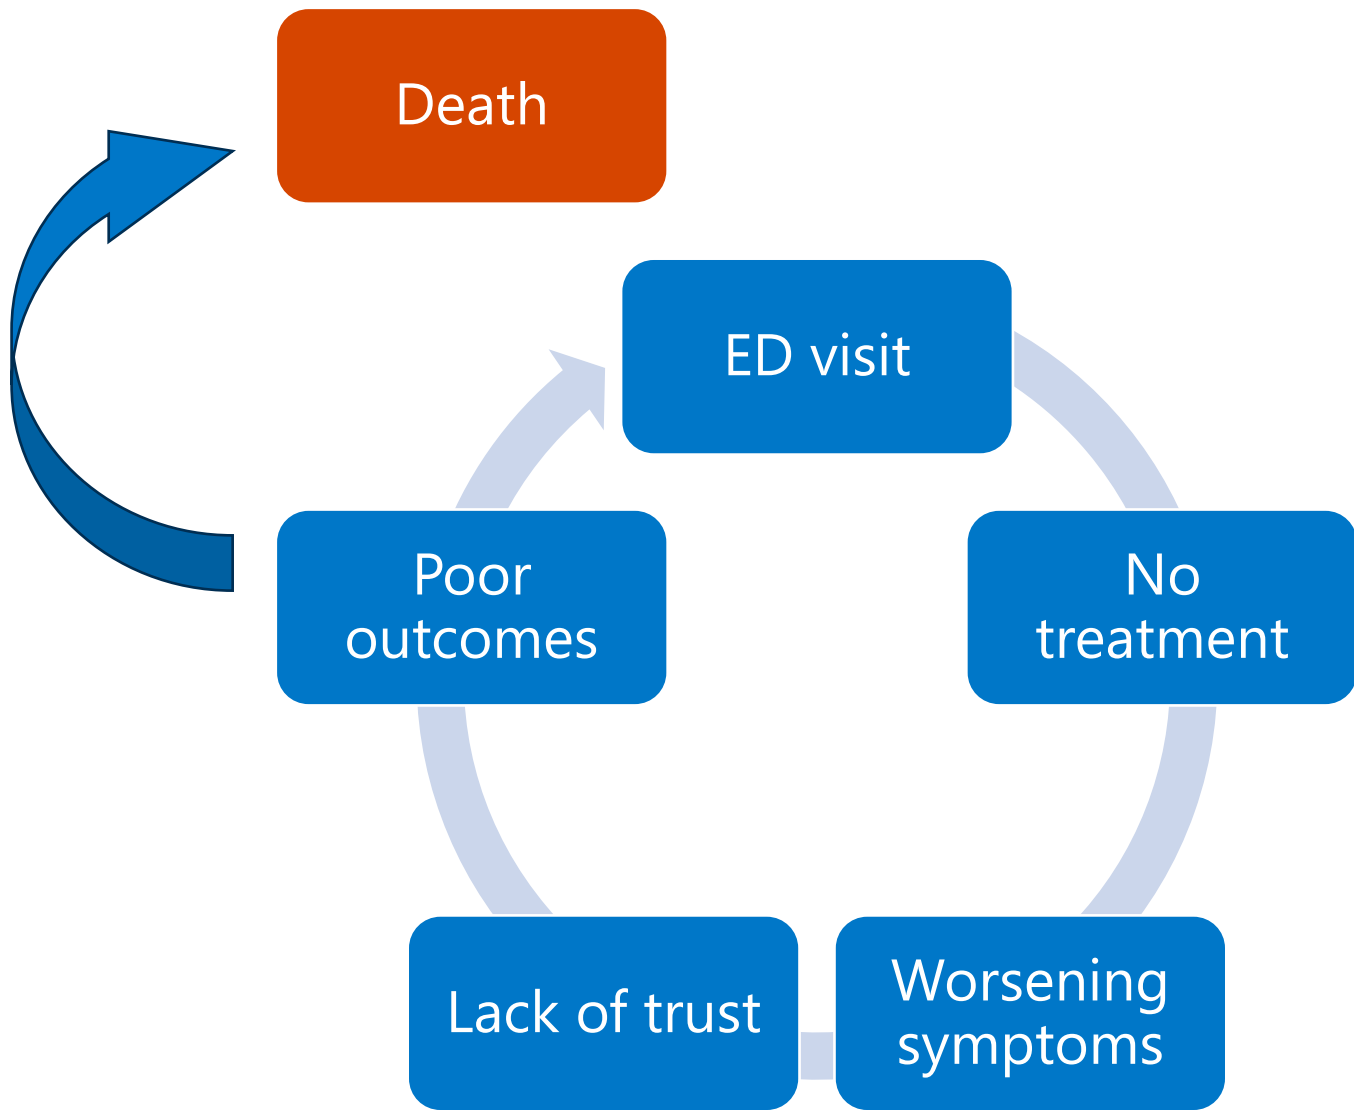 Death
ED visit
No
treatment
Worsening
symptoms
Lack of trust
Poor
outcomes